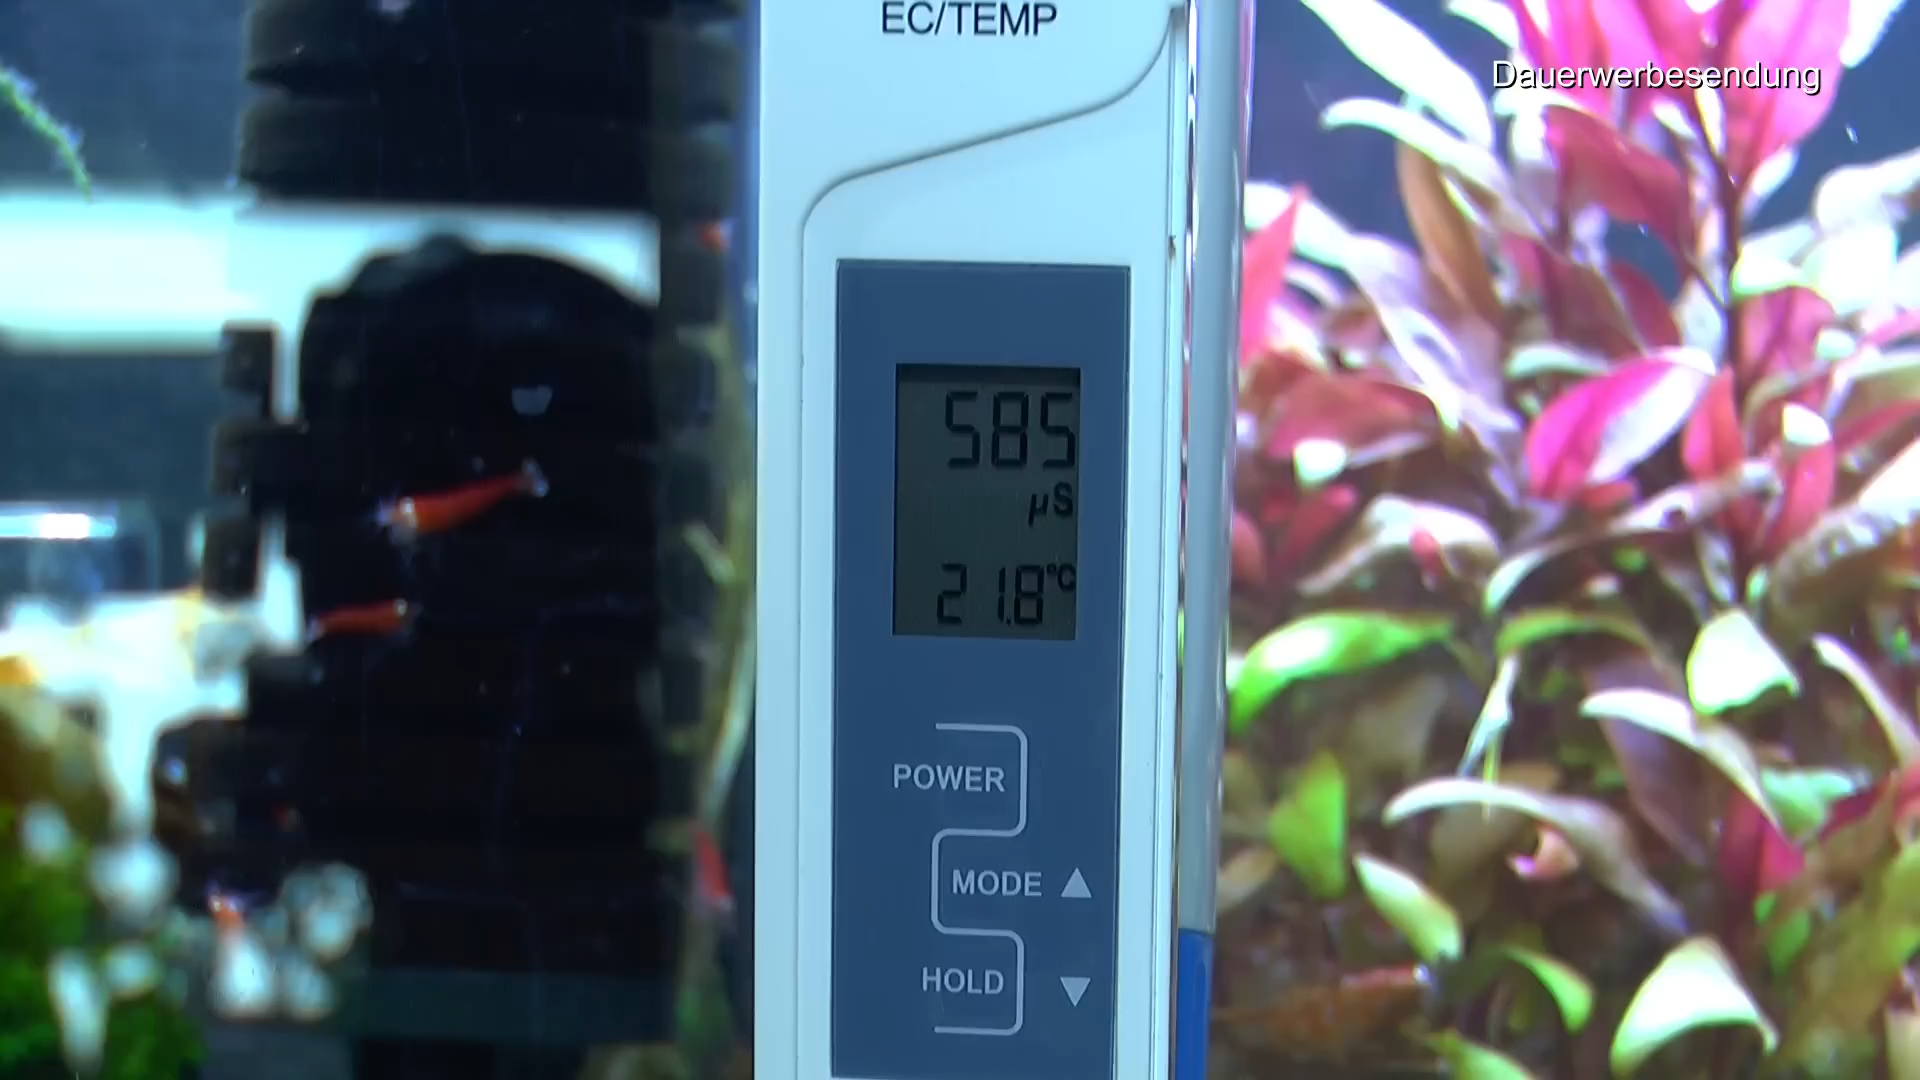 EC/TEMP
Dauerwerbesendung
585
µS
21.8°C
POWER
MODE ▲
HOLD ▼